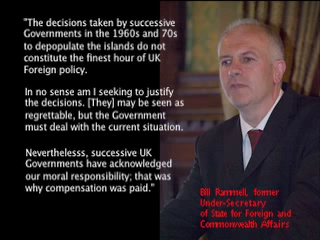 "The decisions taken by successive
Governments in the 1960s and 70s
to depopulate the islands do not
constitute the finest hour of UK
Foreign policy.
In no sense am I seeking to justify
the decisions. [They] may be seen as
regrettable, but the Government
must deal with the current situation.
Neverthelesss, successive UK
Governments have acknowledged
our moral responsibility; that was
why compensation was paid."
Bill Rammell, former
Under-Secretary
of State for Foreign and
Commonwealth Affairs